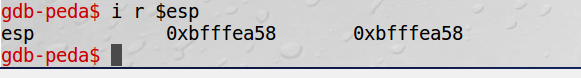 gdb-peda$ i r $esp
esp            0xbfffea58       0xbfffea58
gdb-peda$